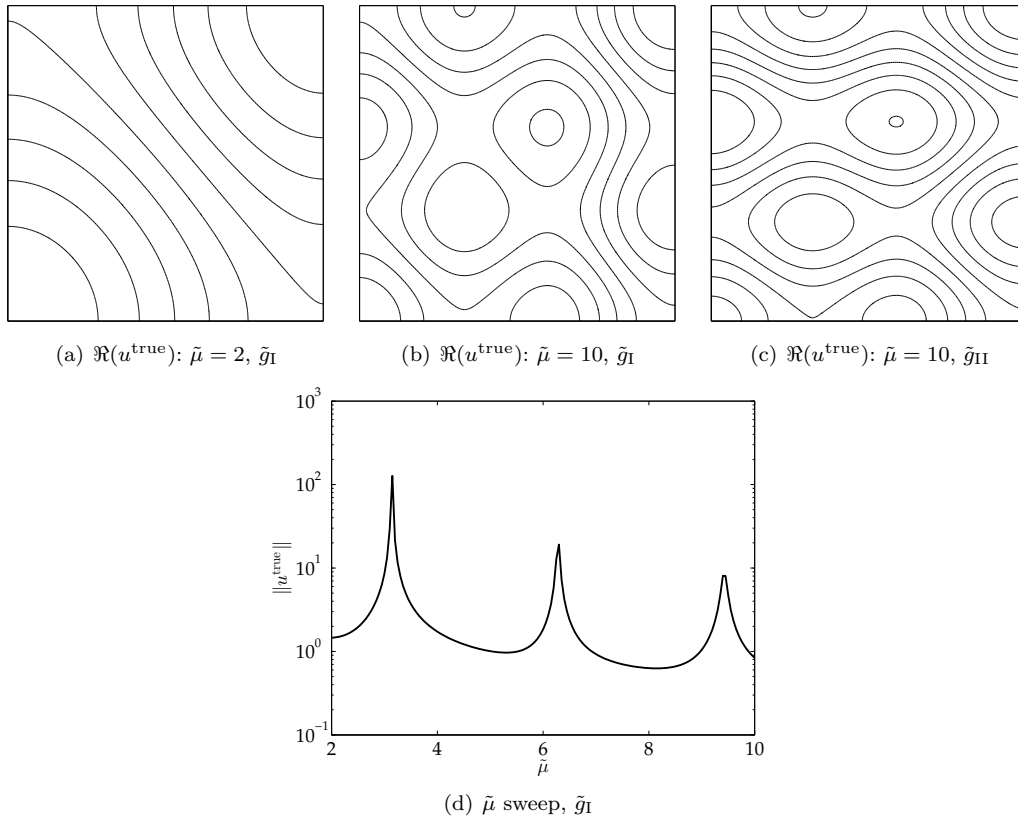 (a) ℜ(u^true): μ̃ = 2, g̃_I
(b) ℜ(u^true): μ̃ = 10, g̃_I
(c) ℜ(u^true): μ̃ = 10, g̃_II
10^3
10^2
10^1
10^0
10^−1
‖u^true‖
2
4
6
8
10
μ̃
(d) μ̃ sweep, g̃_I